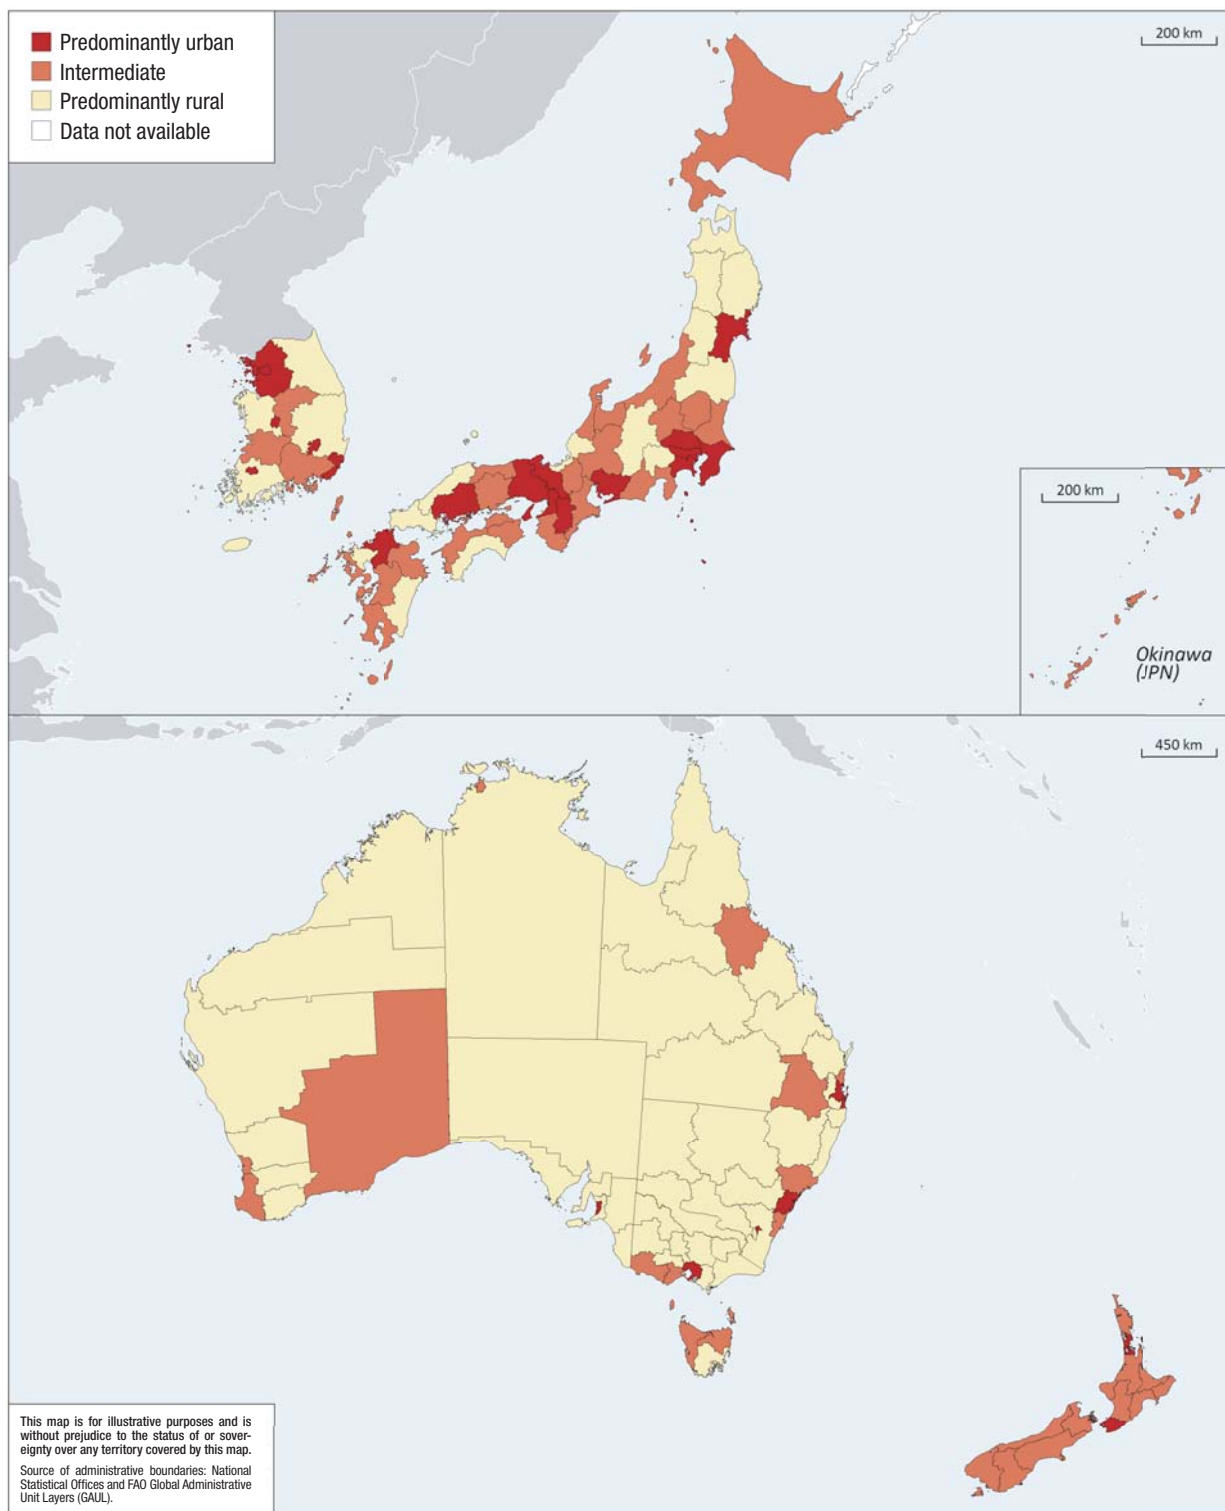 Predominantly urban
Intermediate
Predominantly rural
Data not available
200 km
200 km
Okinawa
(JPN)
450 km
This map is for illustrative purposes and is
without prejudice to the status of or sover-
eignty over any territory covered by this map.
Source of administrative boundaries: National
Statistical Offices and FAO Global Administrative
Unit Layers (GAUL).